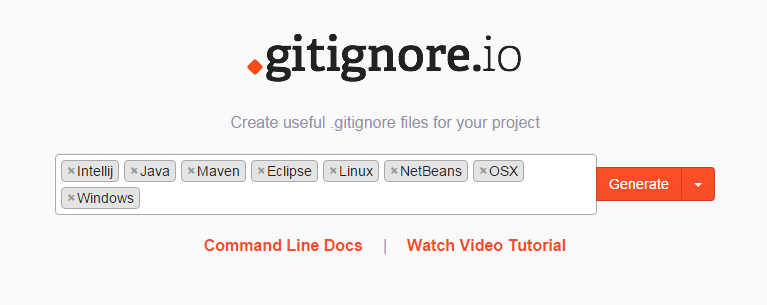 .gitignore.io
Create useful .gitignore files for your project
×Intellij ×Java ×Maven ×Eclipse ×Linux ×NetBeans ×OSX
×Windows
Generate
Command Line Docs | Watch Video Tutorial